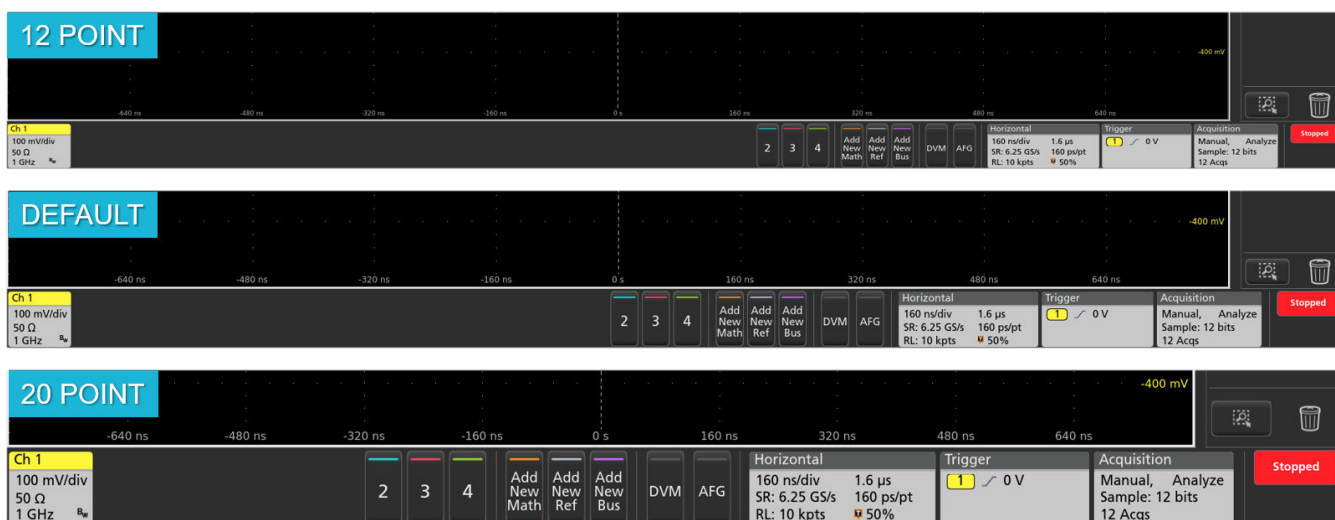 12 POINT
-400 mV
-640 ns -480 ns -320 ns -160 ns 0 s 160 ns 320 ns 480 ns 640 ns
Ch 1 Horizontal Trigger Acquisition Stopped
100 mV/div 2 3 4 Add New Math Add New Ref Add New Bus DVM AFG 160 ns/div 1.6 µs 1 0 V Manual, Analyze
50 Ω SR: 6.25 GS/s 160 ps/pt Sample: 12 bits
1 GHz Bw RL: 10 kpts 50% 12 Acqs
DEFAULT
-400 mV
-640 ns -480 ns -320 ns -160 ns 0 s 160 ns 320 ns 480 ns 640 ns
Ch 1 Horizontal Trigger Acquisition Stopped
100 mV/div 2 3 4 Add New Math Add New Ref Add New Bus DVM AFG 160 ns/div 1.6 µs 1 0 V Manual, Analyze
50 Ω SR: 6.25 GS/s 160 ps/pt Sample: 12 bits
1 GHz Bw RL: 10 kpts 50% 12 Acqs
20 POINT
-400 mV
-640 ns -480 ns -320 ns -160 ns 0 s 160 ns 320 ns 480 ns 640 ns
Ch 1 Horizontal Trigger Acquisition Stopped
100 mV/div 2 3 4 Add New Math Add New Ref Add New Bus DVM AFG 160 ns/div 1.6 µs 1 0 V Manual, Analyze
50 Ω SR: 6.25 GS/s 160 ps/pt Sample: 12 bits
1 GHz Bw RL: 10 kpts 50% 12 Acqs